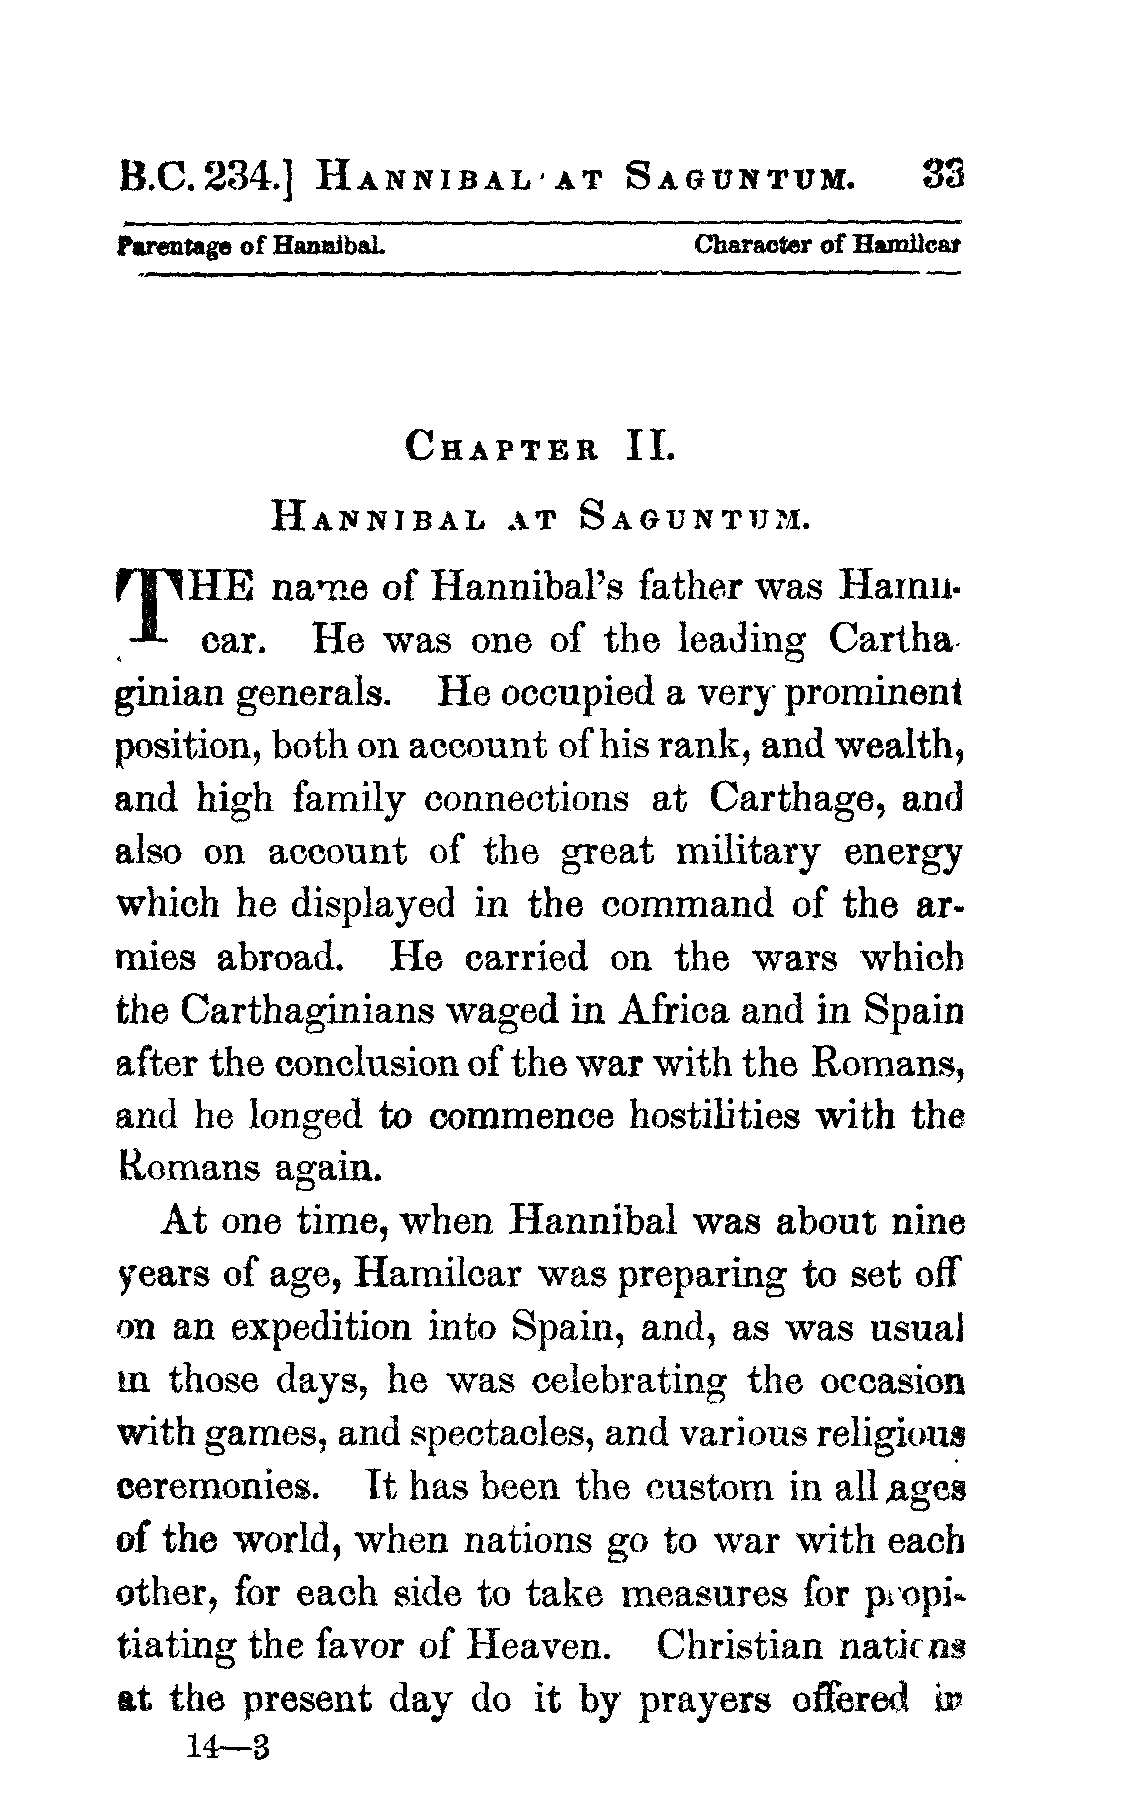 B.C. 234.] HANNIBAL AT SAGUNTUM. 33
Parentage of Hannibal. Character of Hamilcar
CHAPTER II.
HANNIBAL AT SAGUNTUM.
THE name of Hannibal's father was Hamil-
car. He was one of the leading Cartha-
ginian generals. He occupied a very prominent
position, both on account of his rank, and wealth,
and high family connections at Carthage, and
also on account of the great military energy
which he displayed in the command of the ar-
mies abroad. He carried on the wars which
the Carthaginians waged in Africa and in Spain
after the conclusion of the war with the Romans,
and he longed to commence hostilities with the
Romans again.
At one time, when Hannibal was about nine
years of age, Hamilcar was preparing to set off
on an expedition into Spain, and, as was usual
in those days, he was celebrating the occasion
with games, and spectacles, and various religious
ceremonies. It has been the custom in all ages
of the world, when nations go to war with each
other, for each side to take measures for propi-
tiating the favor of Heaven. Christian nations
at the present day do it by prayers offered in
14—3